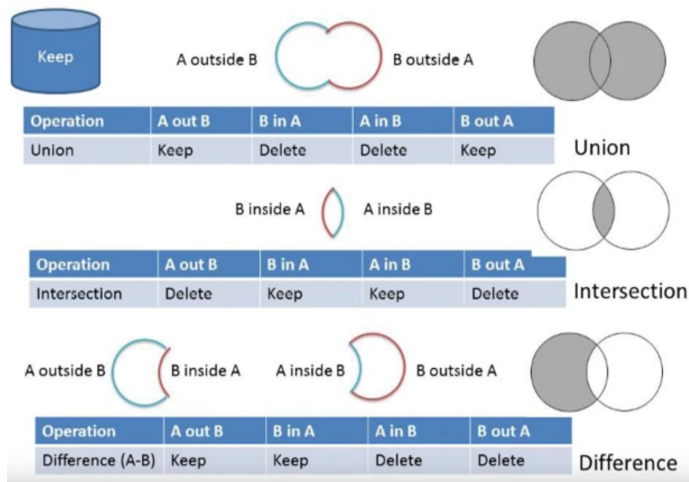 Keep
A outside B
B outside A
Operation A out B B in A A in B B out A
Union Keep Delete Delete Keep
Union
B inside A
A inside B
Operation A out B B in A A in B B out A
Intersection Delete Keep Keep Delete
Intersection
A outside B
B inside A
A inside B
B outside A
Operation A out B B in A A in B B out A
Difference (A-B) Keep Keep Delete Delete
Difference